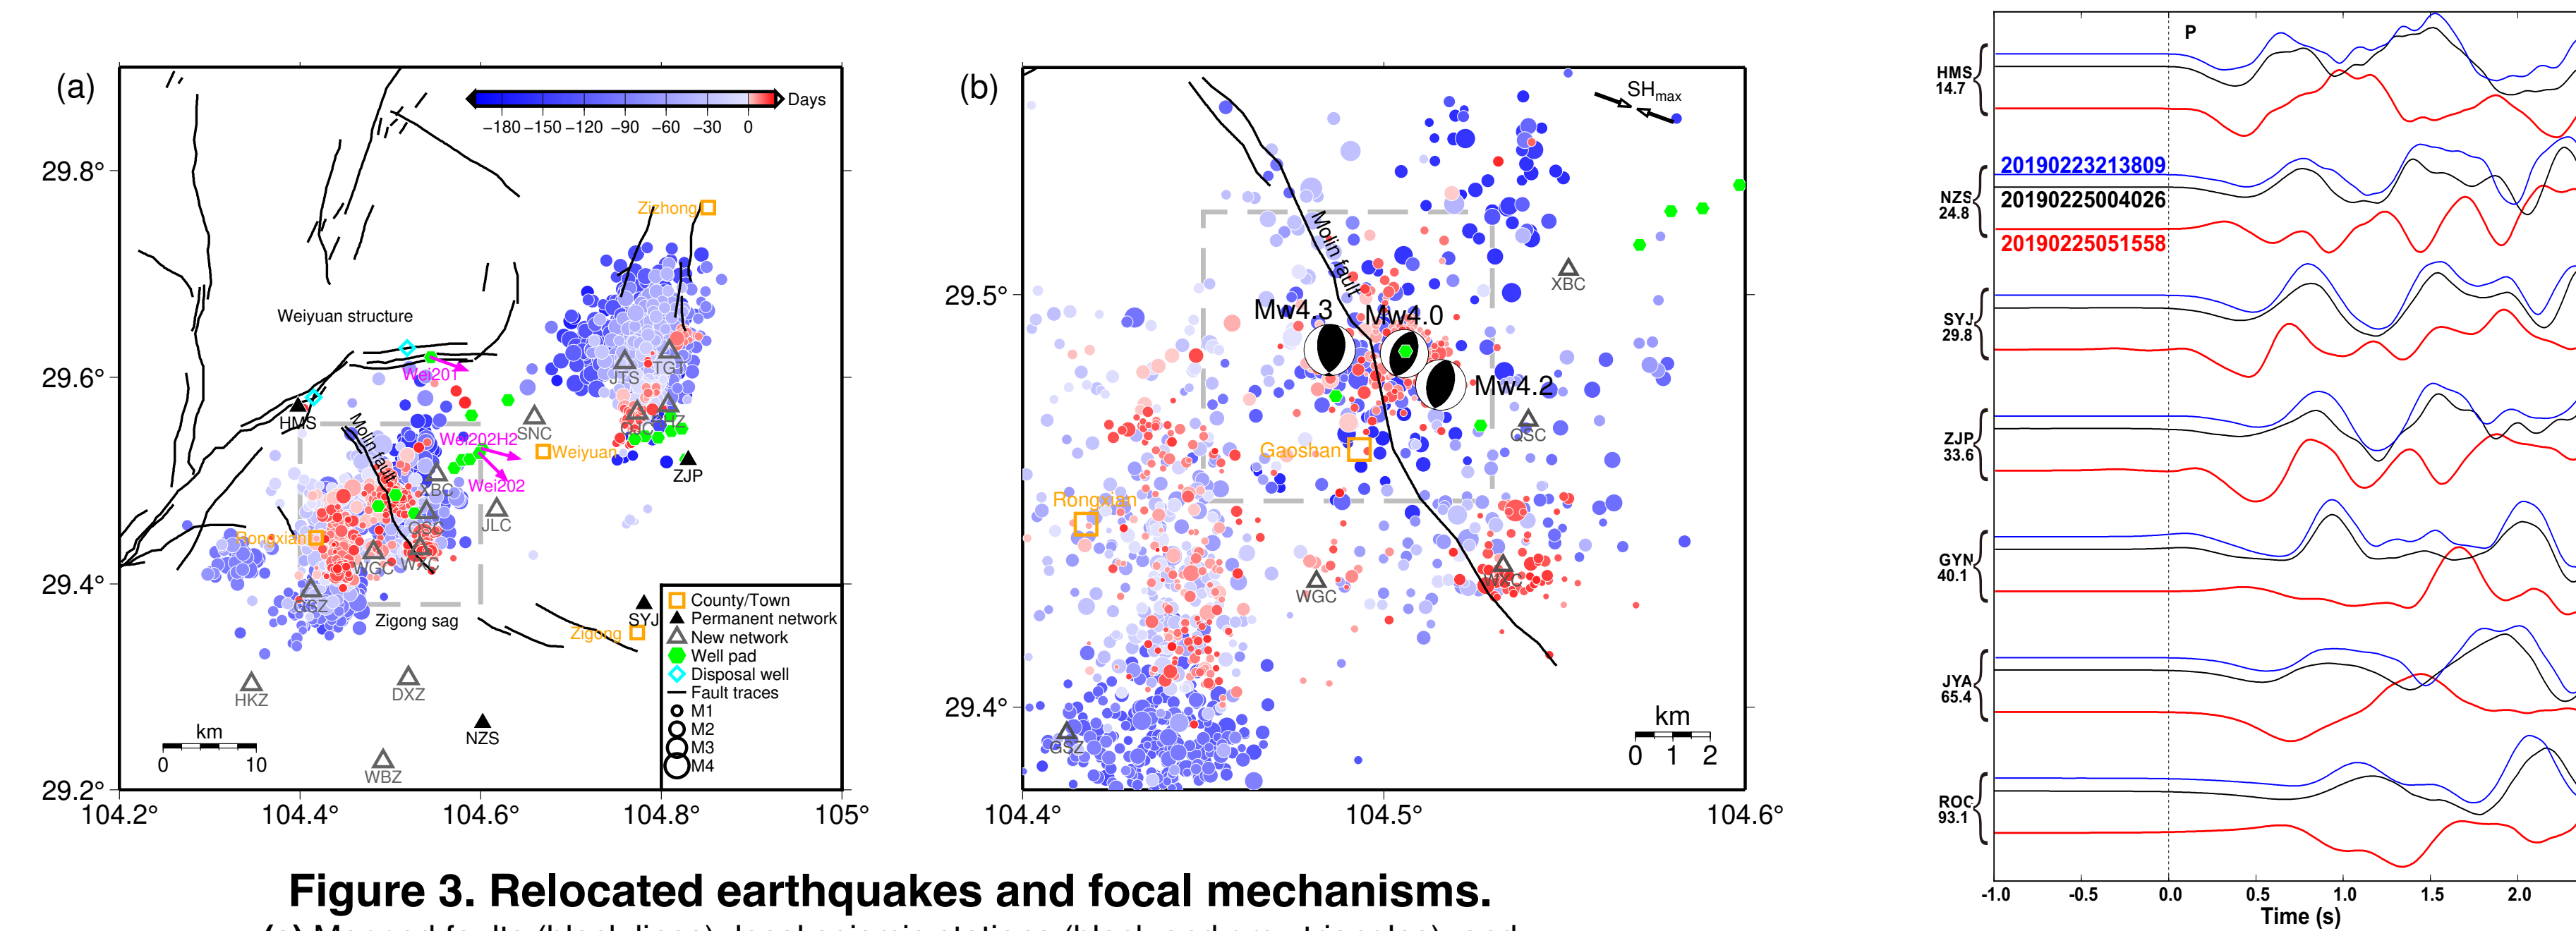 (a)
Days
−180 −150 −120 −90 −60 −30 0
29.8°
29.6°
29.4°
29.2°
104.2° 104.4° 104.6° 104.8° 105°
Zizhong
Weiyuan structure
Wei201
HMS
Molin fault
Wei202H2
Wei202
SNC
Weiyuan
JTS
TGT
ZJP
XBC
QSC
JLC
Rongxian
WGC
WXC
GSZ
Zigong sag
SYJ
Zigong
HKZ
DXZ
NZS
WBZ
km
0 10
County/Town
Permanent network
New network
Well pad
Disposal well
Fault traces
M1
M2
M3
M4
(b)
SHmax
Molin fault
XBC
Mw4.3
Mw4.0
Mw4.2
QSC
Gaoshan
Rongxian
WGC
WXC
GSZ
km
0 1 2
29.5°
29.4°
104.4° 104.5° 104.6°
Figure 3. Relocated earthquakes and focal mechanisms.
P
HMS
14.7
20190223213809
NZS
24.8
20190225004026
20190225051558
SYJ
29.8
ZJP
33.6
GYN
40.1
JYA
65.4
ROC
93.1
-1.0 -0.5 0.0 0.5 1.0 1.5 2.0
Time (s)